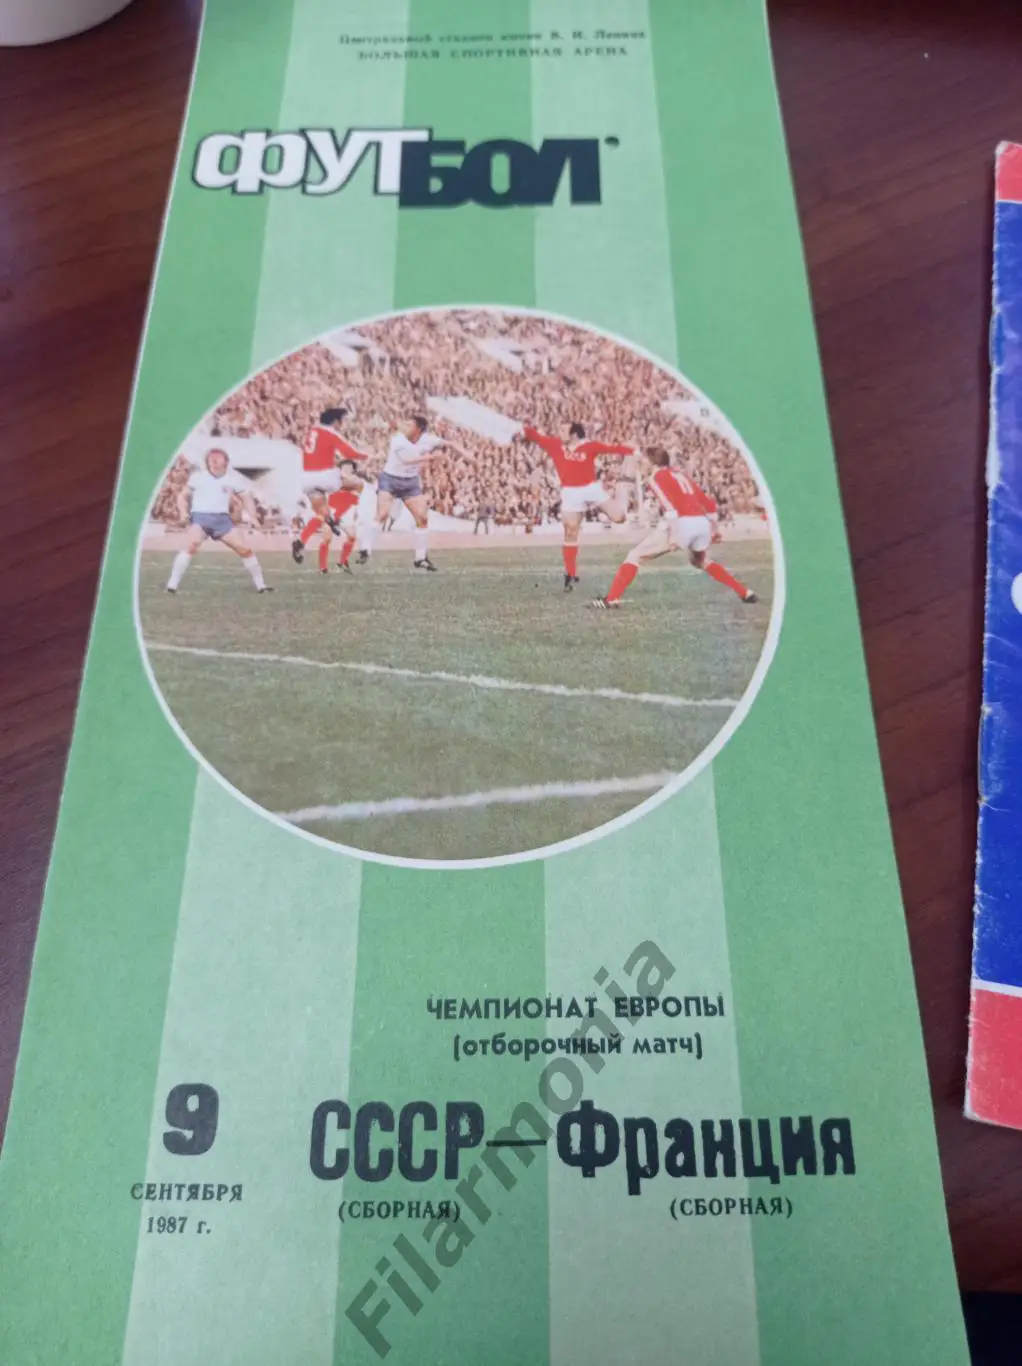 Центральный стадион имени В. И. Ленина
БОЛЬШАЯ СПОРТИВНАЯ АРЕНА
ФУТБОЛ
ЧЕМПИОНАТ ЕВРОПЫ
(отборочный матч)
9
СЕНТЯБРЯ
1987 г.
СССР—Франция
(СБОРНАЯ) (СБОРНАЯ)
Filarmonia